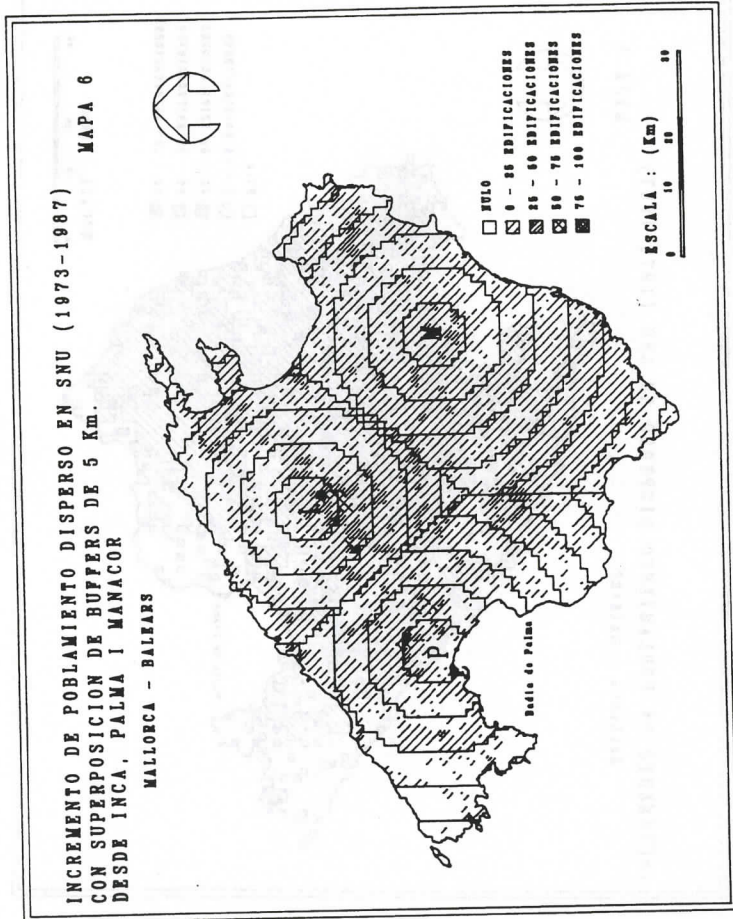 INCREMENTO DE POBLAMIENTO DISPERSO EN SNU (1973-1987)
CON SUPERPOSICION DE BUFFERS DE 5 Km.
DESDE INCA, PALMA I MANACOR
MAPA 6
MALLORCA - BALEARS
P
M
Badia de Palma
NULO
0 - 25 EDIFICACIONES
25 - 50 EDIFICACIONES
50 - 75 EDIFICACIONES
75 - 100 EDIFICACIONES
ESCALA : (Km)
0 10 20 30